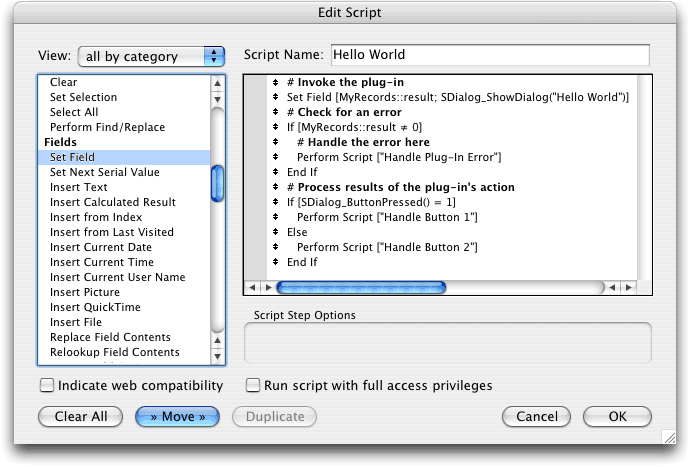 Edit Script
View: all by category
Script Name: Hello World
Clear
Set Selection
Select All
Perform Find/Replace
Fields
Set Field
Set Next Serial Value
Insert Text
Insert Calculated Result
Insert from Index
Insert from Last Visited
Insert Current Date
Insert Current Time
Insert Current User Name
Insert Picture
Insert QuickTime
Insert File
Replace Field Contents
Relookup Field Contents
# Invoke the plug-in
Set Field [MyRecords::result; SDialog_ShowDialog("Hello World")]
# Check for an error
If [MyRecords::result ≠ 0]
# Handle the error here
Perform Script ["Handle Plug-In Error"]
End If
# Process results of the plug-in's action
If [SDialog_ButtonPressed() = 1]
Perform Script ["Handle Button 1"]
Else
Perform Script ["Handle Button 2"]
End If
Script Step Options
Indicate web compatibility
Run script with full access privileges
Clear All
» Move »
Duplicate
Cancel
OK